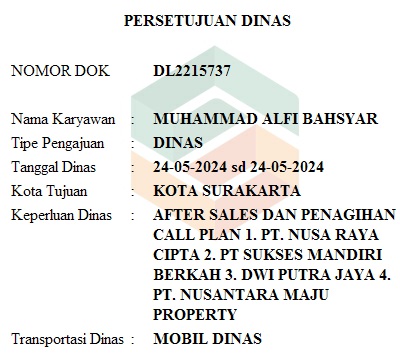 PERSETUJUAN DINAS
NOMOR DOK DL2215737
Nama Karyawan : MUHAMMAD ALFI BAHSYAR
Tipe Pengajuan : DINAS
Tanggal Dinas : 24-05-2024 sd 24-05-2024
Kota Tujuan : KOTA SURAKARTA
Keperluan Dinas : AFTER SALES DAN PENAGIHAN
CALL PLAN 1. PT. NUSA RAYA
CIPTA 2. PT SUKSES MANDIRI
BERKAH 3. DWI PUTRA JAYA 4.
PT. NUSANTARA MAJU
PROPERTY
Transportasi Dinas : MOBIL DINAS